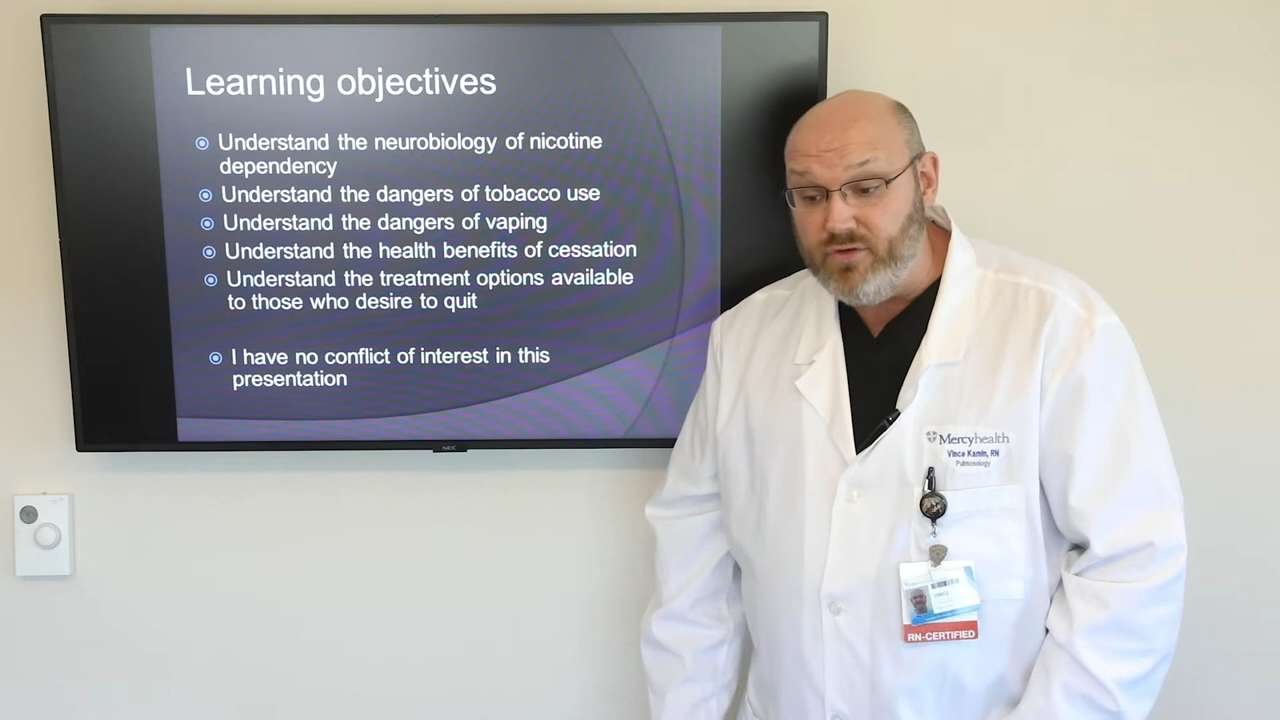 Learning objectives
Understand the neurobiology of nicotine
dependency
Understand the dangers of tobacco use
Understand the dangers of vaping
Understand the health benefits of cessation
Understand the treatment options available
to those who desire to quit
I have no conflict of interest in this
presentation
NEC
Mercyhealth
Vince Kamin, RN
Pulmonology
RN-CERTIFIED